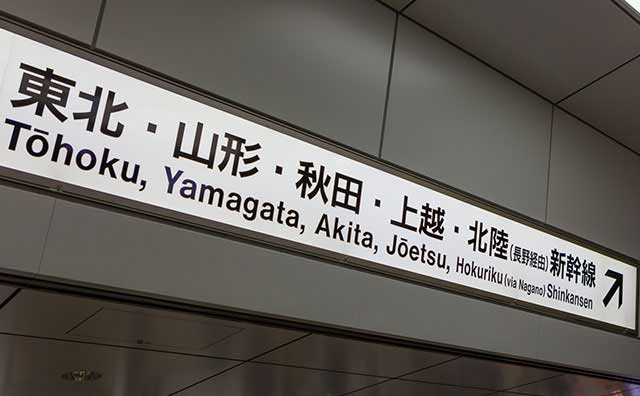 東北・山形・秋田・上越・北陸(長野経由)新幹線
Tōhoku, Yamagata, Akita, Jōetsu, Hokuriku (via Nagano) Shinkansen